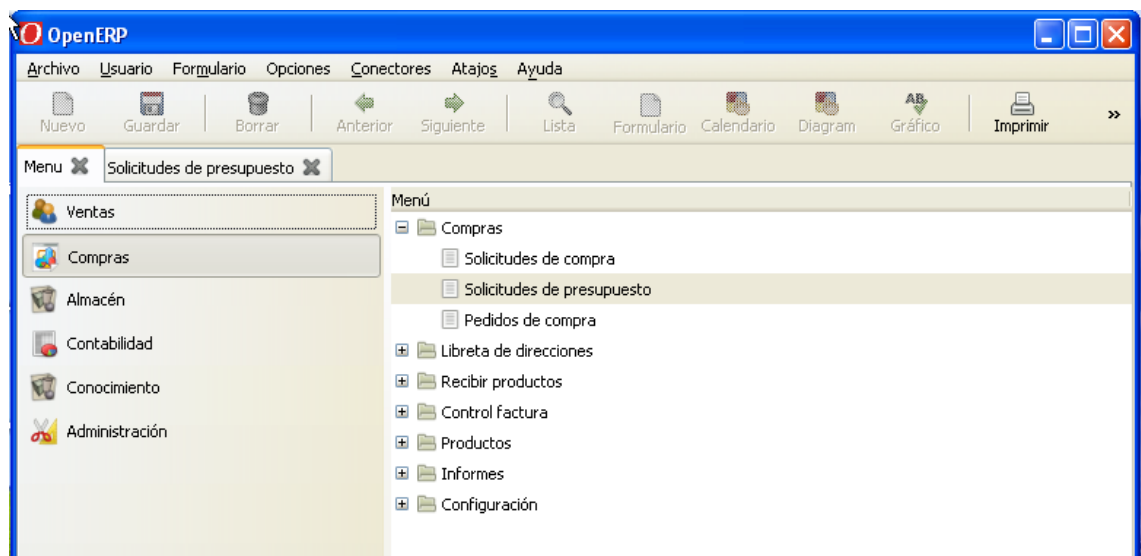 OpenERP
Archivo Usuario Formulario Opciones Conectores Atajos Ayuda
Nuevo Guardar Borrar Anterior Siguiente Lista Formulario Calendario Diagram Gráfico Imprimir »
Menu Solicitudes de presupuesto
Menú
Ventas
Compras
Almacén
Contabilidad
Conocimiento
Administración
Compras
Solicitudes de compra
Solicitudes de presupuesto
Pedidos de compra
Libreta de direcciones
Recibir productos
Control factura
Productos
Informes
Configuración